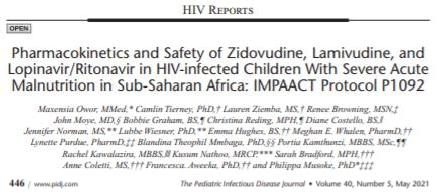 HIV REPORTS
OPEN
Pharmacokinetics and Safety of Zidovudine, Lamivudine, and
Lopinavir/Ritonavir in HIV-infected Children With Severe Acute
Malnutrition in Sub-Saharan Africa: IMPAACT Protocol P1092
Maxensia Owor, MMed,* Camlin Tierney, PhD,† Lauren Ziemba, MS,† Renee Browning, MSN,‡
John Moye, MD,§ Bobbie Graham, BS,¶ Christina Reding, MPH,¶ Diane Costello, BS,‖
Jennifer Norman, MS,** Lubbe Wiesner, PhD,** Emma Hughes, BS,†† Meghan E. Whalen, PharmD,††
Lynette Purdue, PharmD,‡‡ Blandina Theophil Mmbaga, PhD,§§ Portia Kamthunzi, MBBS, MSc,¶¶
Rachel Kawalazira, MBBS,‖‖ Kusum Nathoo, MRCP,*** Sarah Bradford, MPH,†††
Anne Coletti, MS,††† Francesca Aweeka, PhD,†† and Philippa Musoke, PhD*‡‡‡
446 / www.pidj.com The Pediatric Infectious Disease Journal • Volume 40, Number 5, May 2021